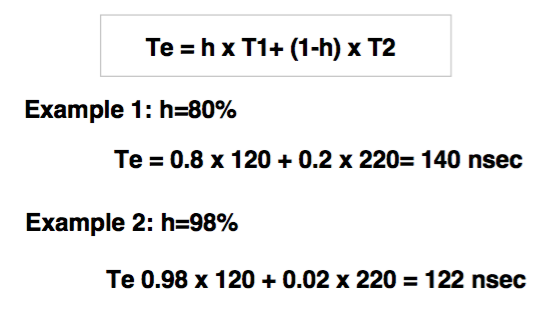 Te = h x T1+ (1-h) x T2
Example 1: h=80%
Te = 0.8 x 120 + 0.2 x 220= 140 nsec
Example 2: h=98%
Te 0.98 x 120 + 0.02 x 220 = 122 nsec